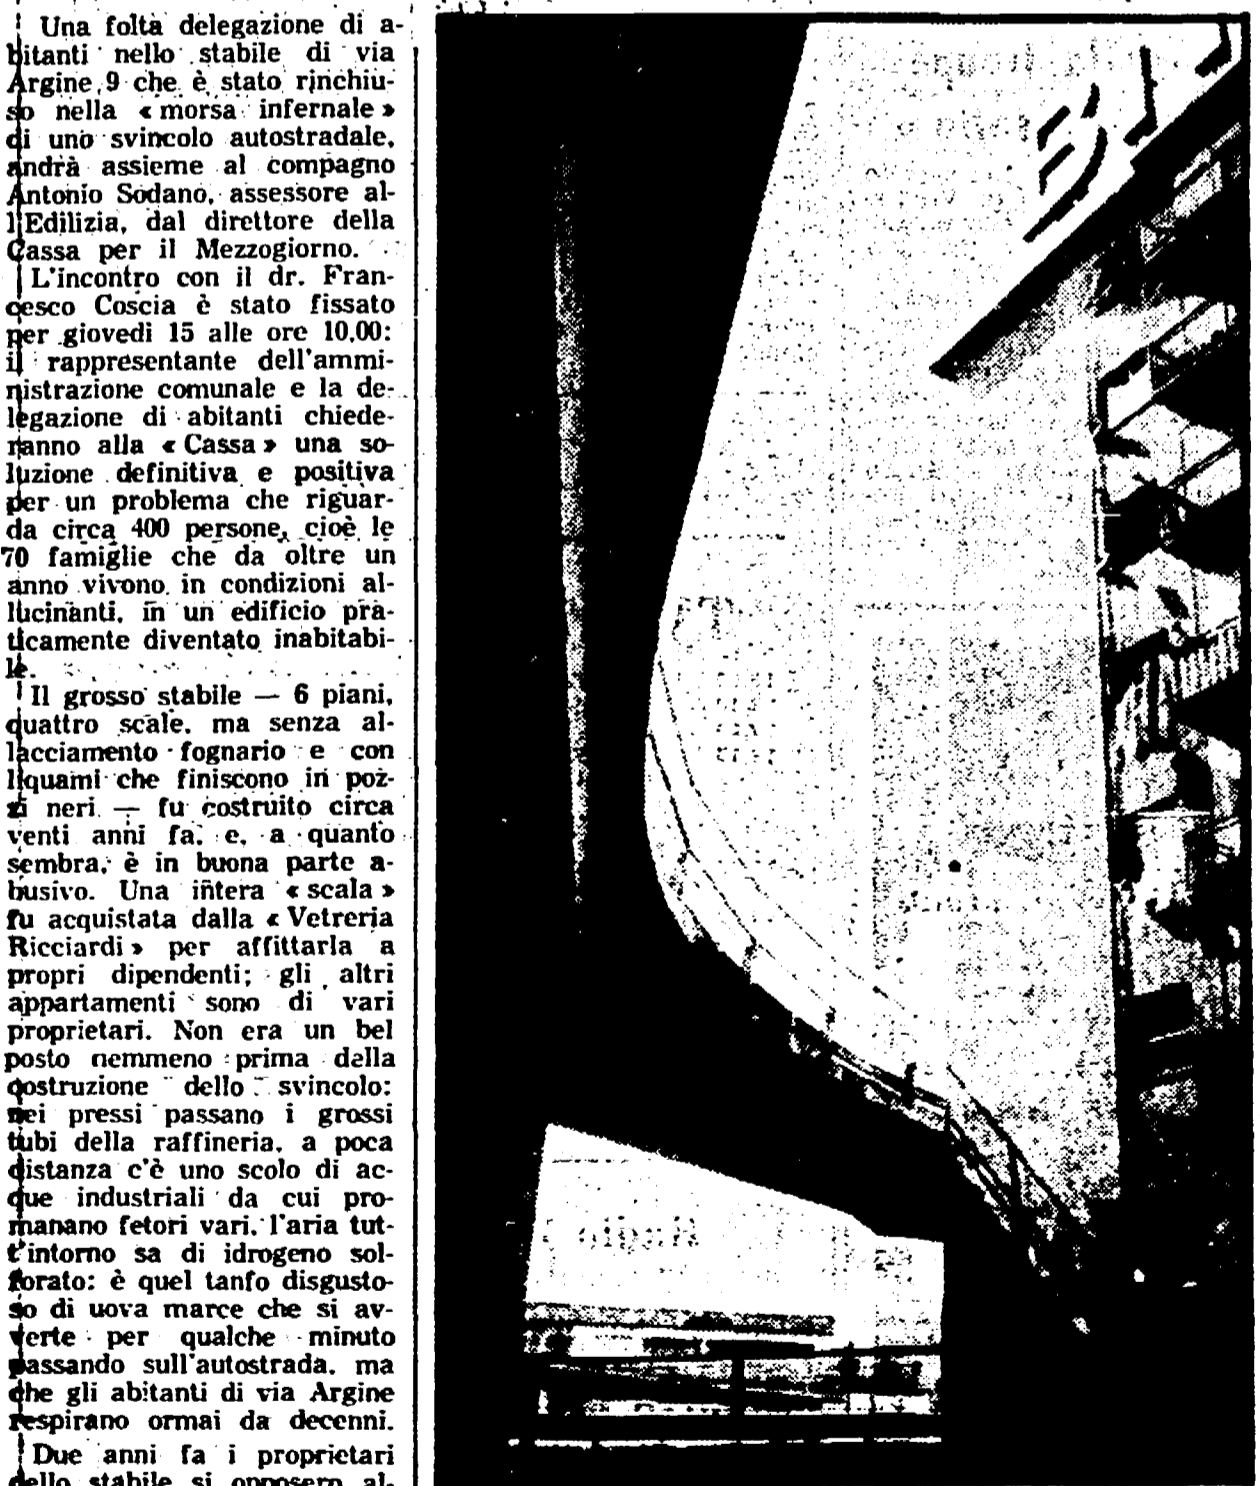 Una folta delegazione di a-
bitanti nello stabile di via
Argine 9 che è stato rinchiu-
so nella « morsa infernale »
di uno svincolo autostradale,
andrà assieme al compagno
Antonio Sodano, assessore al-
l'Edilizia, dal direttore della
Cassa per il Mezzogiorno.
L'incontro con il dr. Fran-
cesco Coscia è stato fissato
per giovedì 15 alle ore 10,00:
il rappresentante dell'ammi-
nistrazione comunale e la de-
legazione di abitanti chiede-
ranno alla « Cassa » una so-
luzione definitiva e positiva
per un problema che riguar-
da circa 400 persone, cioè le
70 famiglie che da oltre un
anno vivono in condizioni al-
lucinanti, in un edificio pra-
ticamente diventato inabitabi-
le.
Il grosso stabile — 6 piani,
quattro scale, ma senza al-
lacciamento fognario e con
liquami che finiscono in poz-
zi neri — fu costruito circa
venti anni fa, e, a quanto
sembra, è in buona parte a-
busivo. Una intera « scala »
fu acquistata dalla « Vetreria
Ricciardi » per affittarla a
propri dipendenti; gli altri
appartamenti sono di vari
proprietari. Non era un bel
posto nemmeno prima della
costruzione dello svincolo:
nei pressi passano i grossi
tubi della raffineria, a poca
distanza c'è uno scolo di ac-
que industriali da cui pro-
manano fetori vari, l'aria tut-
t'intorno sa di idrogeno sol-
forato: è quel tanfo disgusto-
so di uova marce che si av-
verte per qualche minuto
passando sull'autostrada, ma
che gli abitanti di via Argine
respirano ormai da decenni.
Due anni fa i proprietari
dello stabile si opposero al-